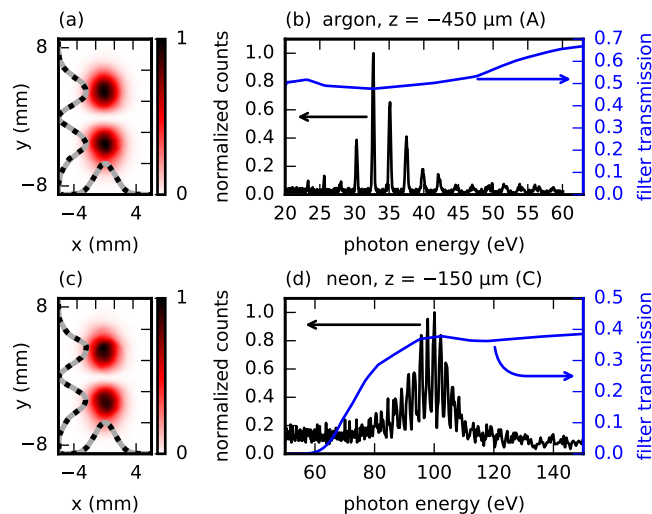 (a)
8
−8
y (mm)
−4
4
x (mm)
1
0
(b) argon, z = −450 μm (A)
normalized counts
1.0
0.8
0.6
0.4
0.2
0.0
20 25 30 35 40 45 50 55 60
photon energy (eV)
0.7
0.6
0.5
0.4
0.3
0.2
0.1
0.0
filter transmission
(c)
8
−8
y (mm)
−4
4
x (mm)
1
0
(d) neon, z = −150 μm (C)
normalized counts
1.0
0.8
0.6
0.4
0.2
0.0
60 80 100 120 140
photon energy (eV)
0.5
0.4
0.3
0.2
0.1
0.0
filter transmission